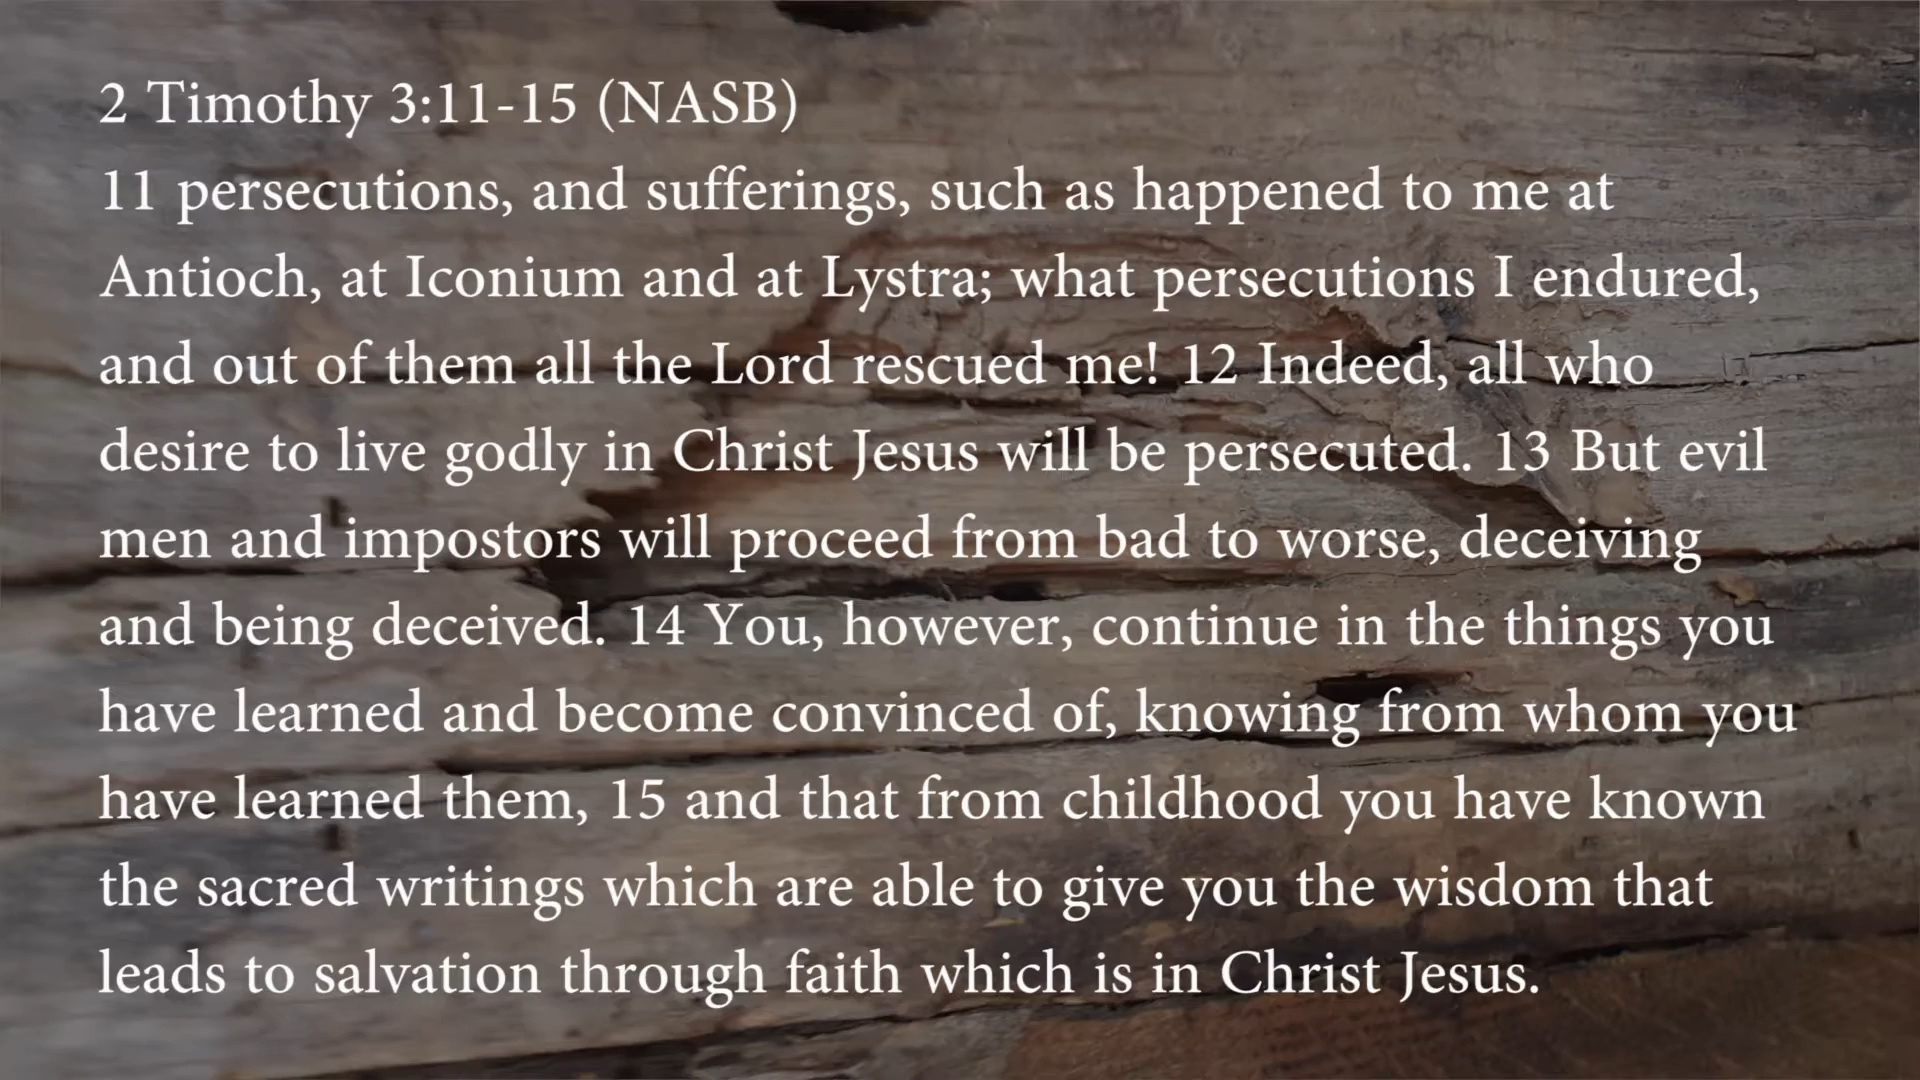 2 Timothy 3:11-15 (NASB)
11 persecutions, and sufferings, such as happened to me at
Antioch, at Iconium and at Lystra; what persecutions I endured,
and out of them all the Lord rescued me! 12 Indeed, all who
desire to live godly in Christ Jesus will be persecuted. 13 But evil
men and impostors will proceed from bad to worse, deceiving
and being deceived. 14 You, however, continue in the things you
have learned and become convinced of, knowing from whom you
have learned them, 15 and that from childhood you have known
the sacred writings which are able to give you the wisdom that
leads to salvation through faith which is in Christ Jesus.